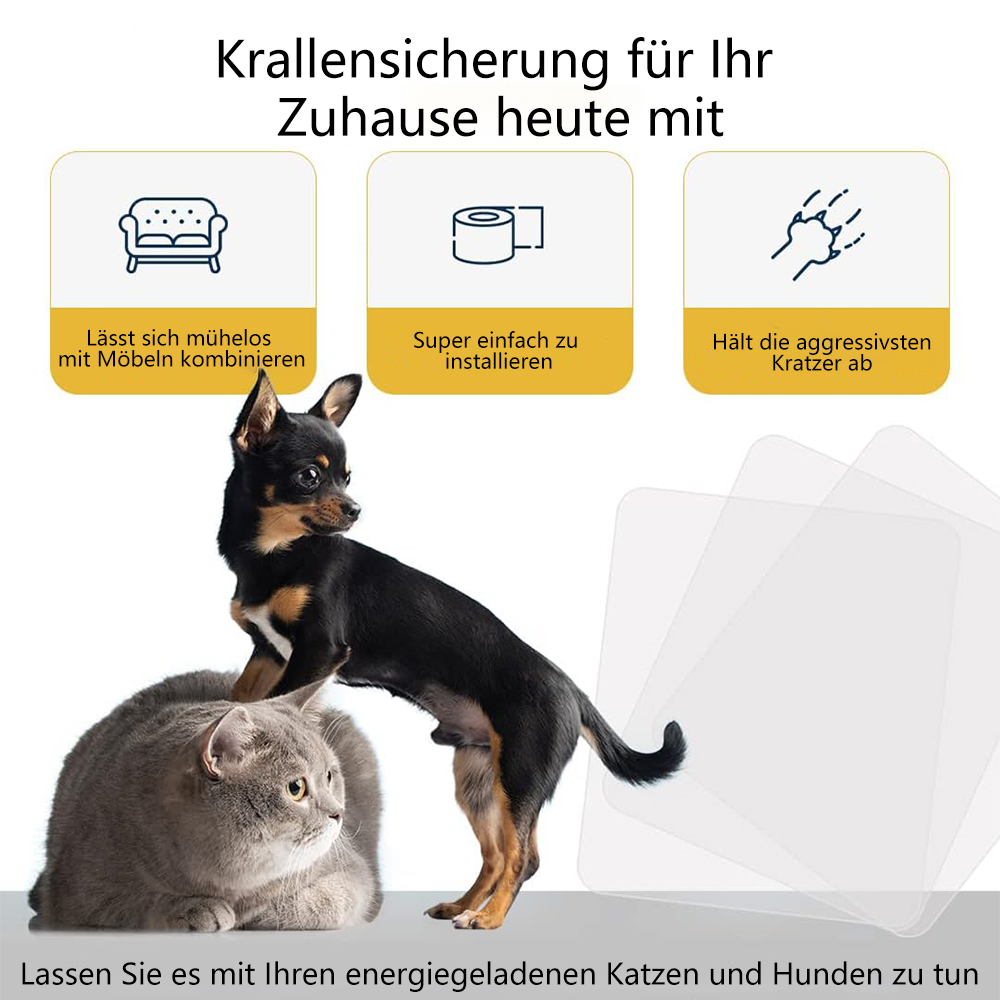 Krallensicherung für Ihr
Zuhause heute mit
Lässt sich mühelos
mit Möbeln kombinieren
Super einfach zu
installieren
Hält die aggressivsten
Kratzer ab
Lassen Sie es mit Ihren energiegeladenen Katzen und Hunden zu tun